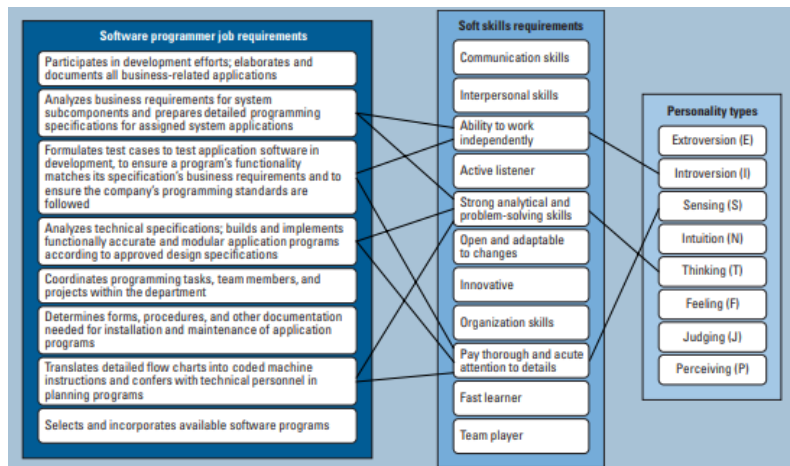 Software programmer job requirements
Participates in development efforts; elaborates and
documents all business-related applications
Analyzes business requirements for system
subcomponents and prepares detailed programming
specifications for assigned system applications
Formulates test cases to test application software in
development, to ensure a program's functionality
matches its specification's business requirements and to
ensure the company's programming standards are
followed
Analyzes technical specifications; builds and implements
functionally accurate and modular application programs
according to approved design specifications
Coordinates programming tasks, team members, and
projects within the department
Determines forms, procedures, and other documentation
needed for installation and maintenance of application
programs
Translates detailed flow charts into coded machine
instructions and confers with technical personnel in
planning programs
Selects and incorporates available software programs
Soft skills requirements
Communication skills
Interpersonal skills
Ability to work
independently
Active listener
Strong analytical and
problem-solving skills
Open and adaptable
to changes
Innovative
Organization skills
Pay thorough and acute
attention to details
Fast learner
Team player
Personality types
Extroversion (E)
Introversion (I)
Sensing (S)
Intuition (N)
Thinking (T)
Feeling (F)
Judging (J)
Perceiving (P)